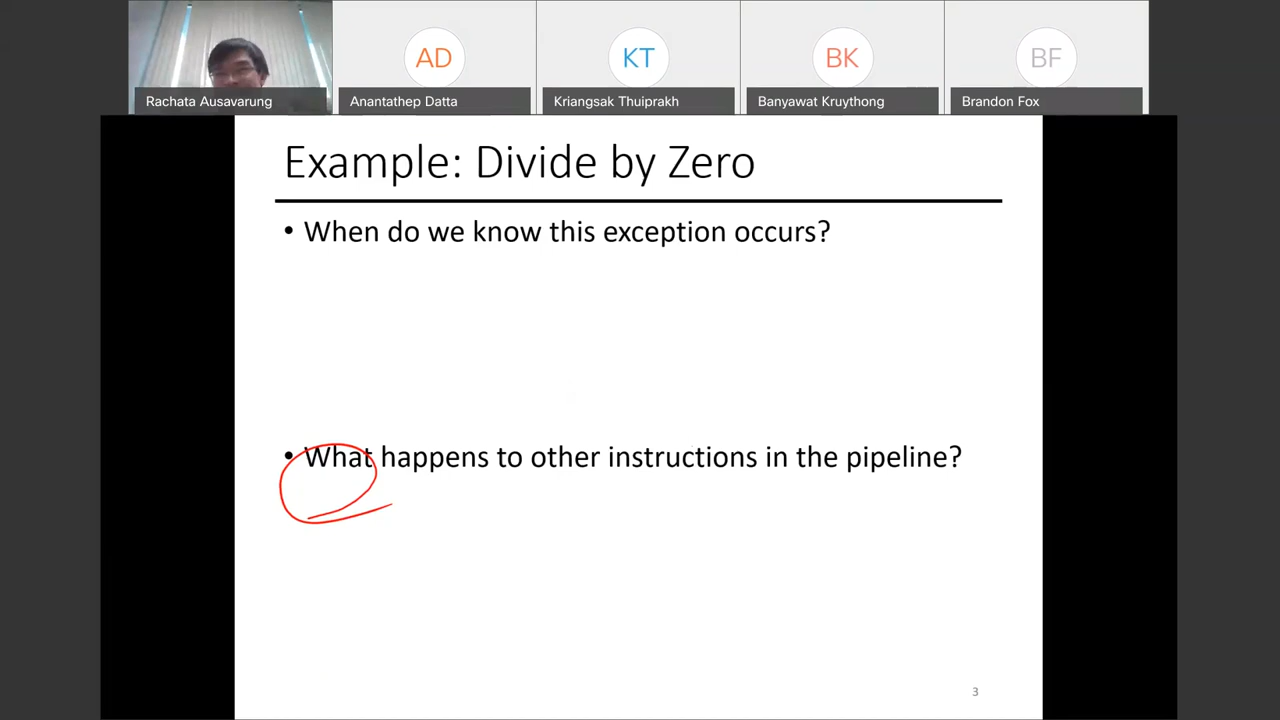 AD
KT
BK
BF
Rachata Ausavarung
Anantathep Datta
Kriangsak Thuiprakh
Banyawat Kruythong
Brandon Fox
Example: Divide by Zero
• When do we know this exception occurs?
• What happens to other instructions in the pipeline?
3